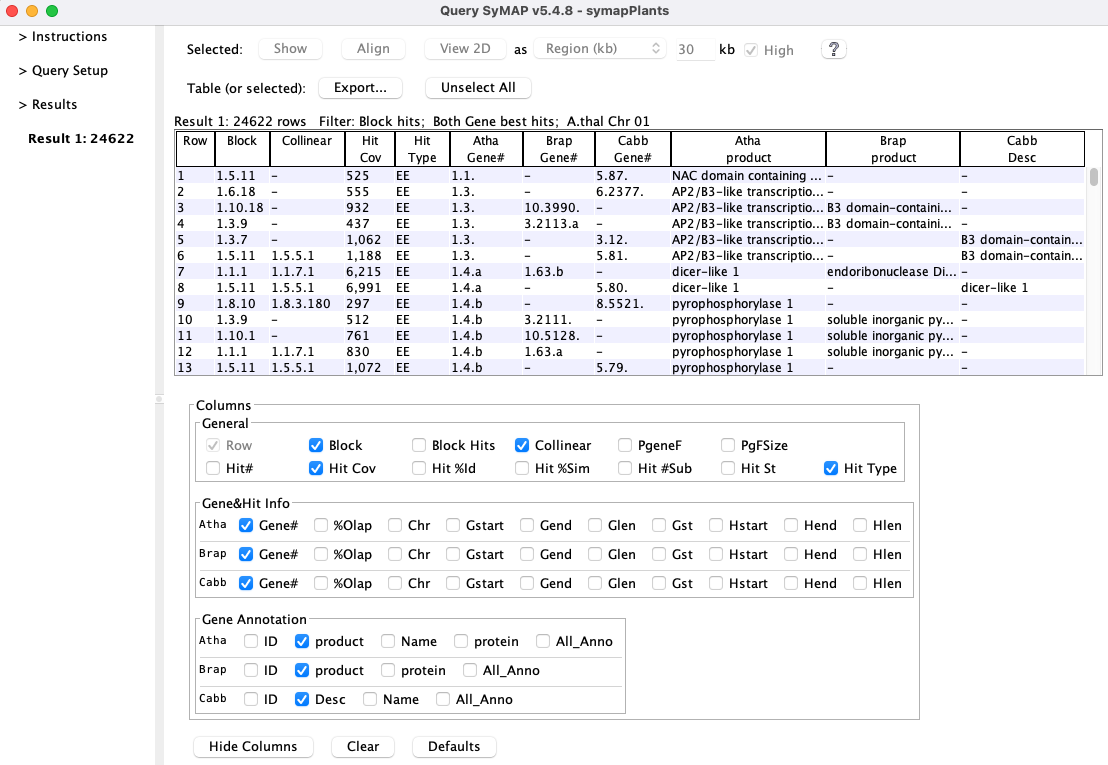 Query SyMAP v5.4.8 - symapPlants
> Instructions
> Query Setup
> Results
Result 1: 24622
Selected: Show Align View 2D as Region (kb) 30 kb High ?
Table (or selected): Export... Unselect All
Result 1: 24622 rows Filter: Block hits; Both Gene best hits; A.thal Chr 01
Row Block Collinear Hit Hit Atha Brap Cabb Atha Brap Cabb
Cov Type Gene# Gene# Gene# product product Desc
1 1.5.11 - 525 EE 1.1. - 5.87. NAC domain containing ... - -
2 1.6.18 - 555 EE 1.3. - 6.2377. AP2/B3-like transcriptio... - -
3 1.10.18 - 932 EE 1.3. 10.3990. - AP2/B3-like transcriptio... B3 domain-containi... -
4 1.3.9 - 437 EE 1.3. 3.2113.a - AP2/B3-like transcriptio... B3 domain-containi... -
5 1.3.7 - 1,062 EE 1.3. - 3.12. AP2/B3-like transcriptio... - B3 domain-contain...
6 1.5.11 1.5.5.1 1,188 EE 1.3. - 5.81. AP2/B3-like transcriptio... - B3 domain-contain...
7 1.1.1 1.1.7.1 6,215 EE 1.4.a 1.63.b - dicer-like 1 endoribonuclease Di... -
8 1.5.11 1.5.5.1 6,991 EE 1.4.a - 5.80. dicer-like 1 - dicer-like 1
9 1.8.10 1.8.3.180 297 EE 1.4.b - 8.5521. pyrophosphorylase 1 - -
10 1.3.9 - 512 EE 1.4.b 3.2111. - pyrophosphorylase 1 soluble inorganic py... -
11 1.10.1 - 761 EE 1.4.b 10.5128. - pyrophosphorylase 1 soluble inorganic py... -
12 1.1.1 1.1.7.1 830 EE 1.4.b 1.63.a - pyrophosphorylase 1 soluble inorganic py... -
13 1.5.11 1.5.5.1 1,072 EE 1.4.b - 5.79. pyrophosphorylase 1 - -
Columns
General
Row Block Block Hits Collinear PgeneF PgFSize
Hit# Hit Cov Hit %Id Hit %Sim Hit #Sub Hit St Hit Type
Gene&Hit Info
Atha Gene# %Olap Chr Gstart Gend Glen Gst Hstart Hend Hlen
Brap Gene# %Olap Chr Gstart Gend Glen Gst Hstart Hend Hlen
Cabb Gene# %Olap Chr Gstart Gend Glen Gst Hstart Hend Hlen
Gene Annotation
Atha ID product Name protein All_Anno
Brap ID product protein All_Anno
Cabb ID Desc Name All_Anno
Hide Columns Clear Defaults